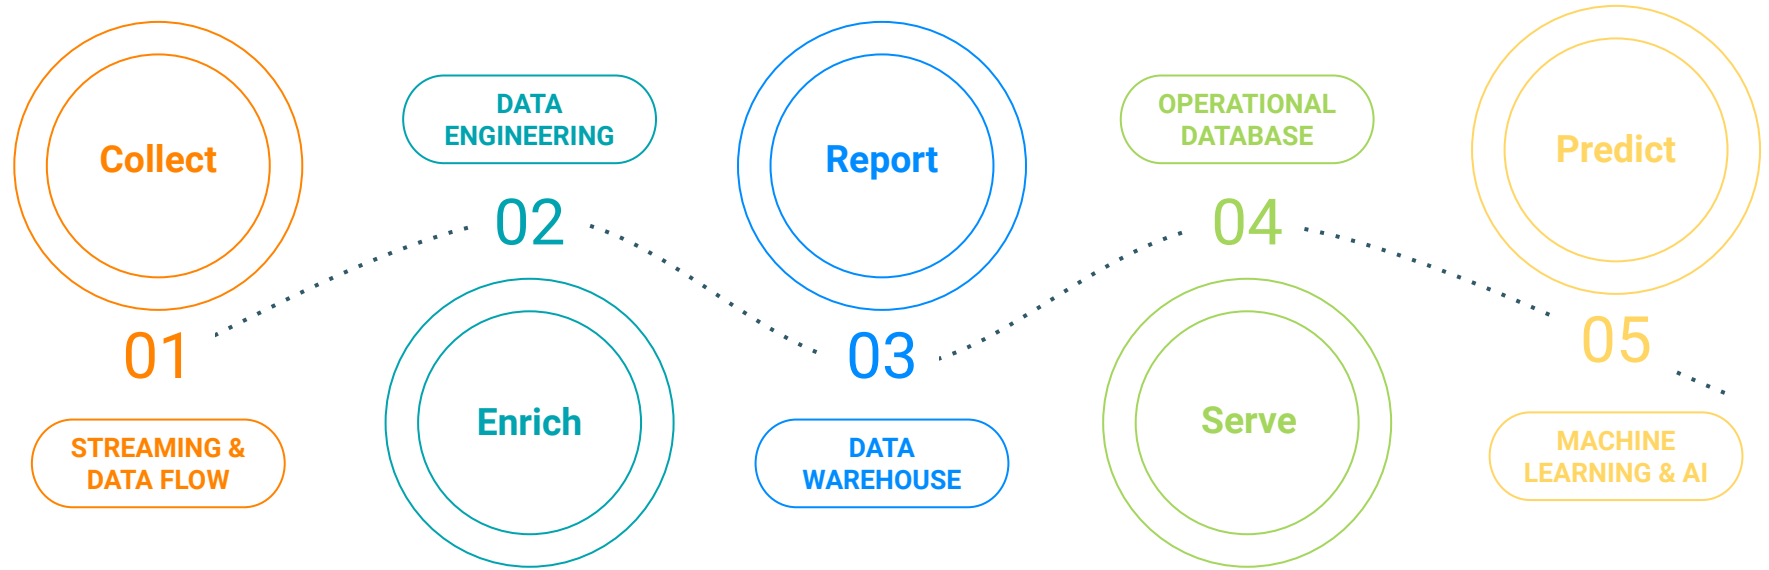 Collect
01
STREAMING &
DATA FLOW
DATA
ENGINEERING
02
Enrich
Report
03
DATA
WAREHOUSE
OPERATIONAL
DATABASE
04
Serve
Predict
05
MACHINE
LEARNING & AI